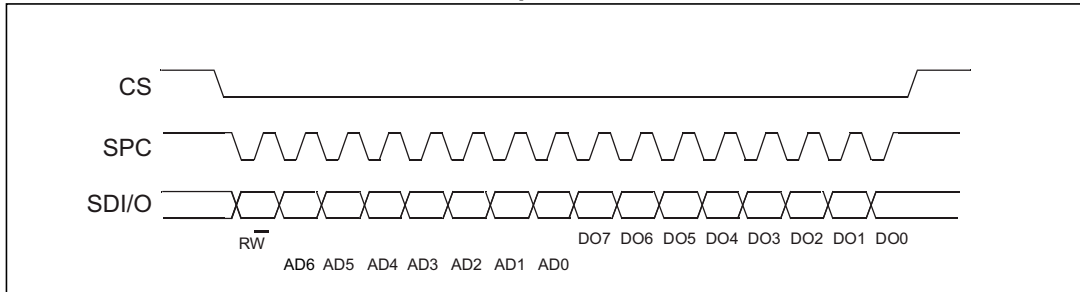 CS
SPC
SDI/O
RW
DO7 DO6 DO5 DO4 DO3 DO2 DO1 DO0
AD6 AD5 AD4 AD3 AD2 AD1 AD0